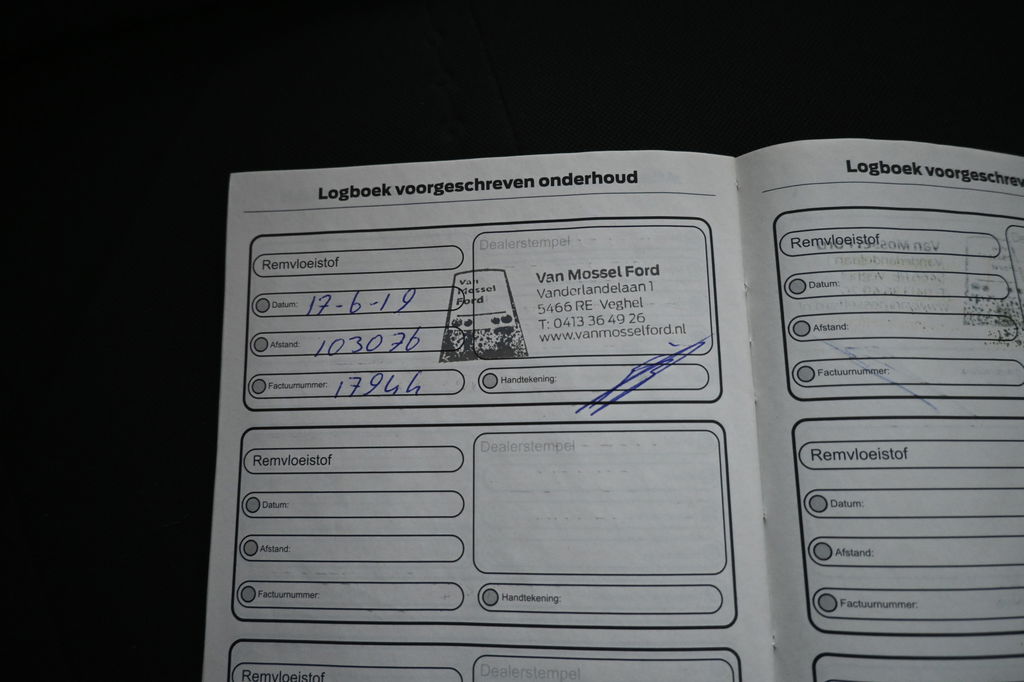 Logboek voorgeschreven onderhoud
Remvloeistof
Datum: 17-6-19
Afstand: 103076
Factuurnummer: 17944
Dealerstempel
Van
Mossel
Ford
Van Mossel Ford
Vanderlandelaan 1
5466 RE Veghel
T: 0413 36 49 26
www.vanmosselford.nl
Handtekening:
Remvloeistof
Datum:
Afstand:
Factuurnummer:
Dealerstempel
Handtekening:
Remvloeistof
Dealerstempel
Logboek voorgeschrev
Remvloeistof
Datum:
Afstand:
Factuurnummer:
Remvloeistof
Datum:
Afstand:
Factuurnummer: